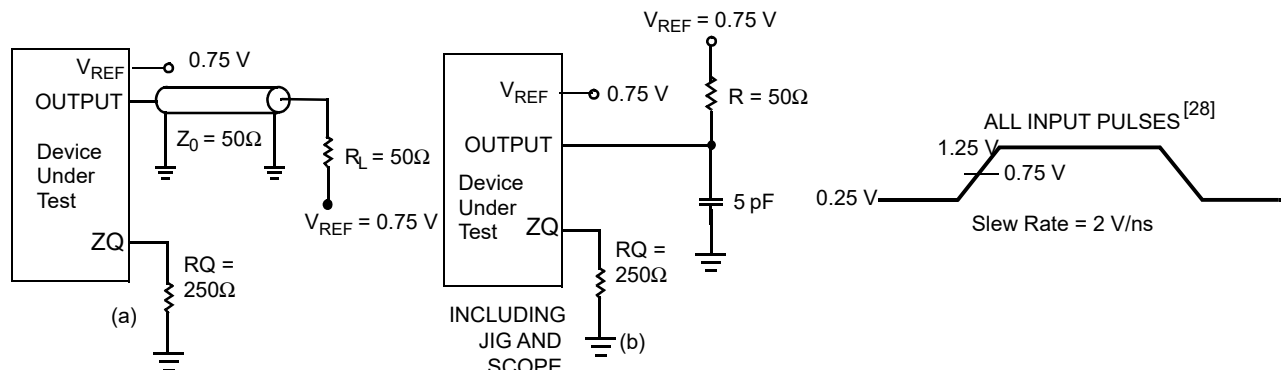 V_REF 0.75 V
OUTPUT
Z_0 = 50Ω
Device
Under
Test
R_L = 50Ω
V_REF = 0.75 V
ZQ
RQ =
250Ω
(a)
V_REF = 0.75 V
V_REF 0.75 V
R = 50Ω
OUTPUT
Device
Under
Test
5 pF
ZQ
RQ =
250Ω
INCLUDING
JIG AND
SCOPE
(b)
ALL INPUT PULSES [28]
1.25 V
0.75 V
0.25 V
Slew Rate = 2 V/ns